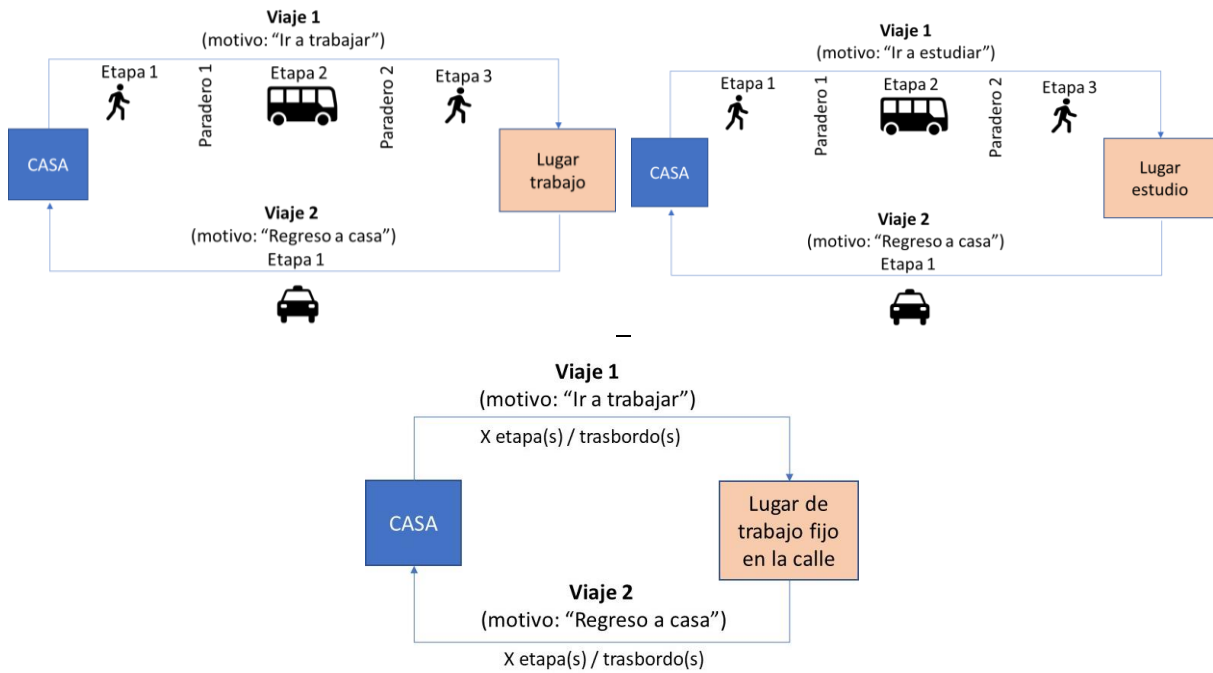 Viaje 1
(motivo: “Ir a trabajar”)
Etapa 1
Paradero 1
Etapa 2
Paradero 2
Etapa 3
CASA
Lugar
trabajo
Viaje 2
(motivo: “Regreso a casa”)
Etapa 1
Viaje 1
(motivo: “Ir a estudiar”)
Etapa 1
Paradero 1
Etapa 2
Paradero 2
Etapa 3
CASA
Lugar
estudio
Viaje 2
(motivo: “Regreso a casa”)
Etapa 1
Viaje 1
(motivo: “Ir a trabajar”)
X etapa(s) / trasbordo(s)
CASA
Lugar de
trabajo fijo
en la calle
Viaje 2
(motivo: “Regreso a casa”)
X etapa(s) / trasbordo(s)